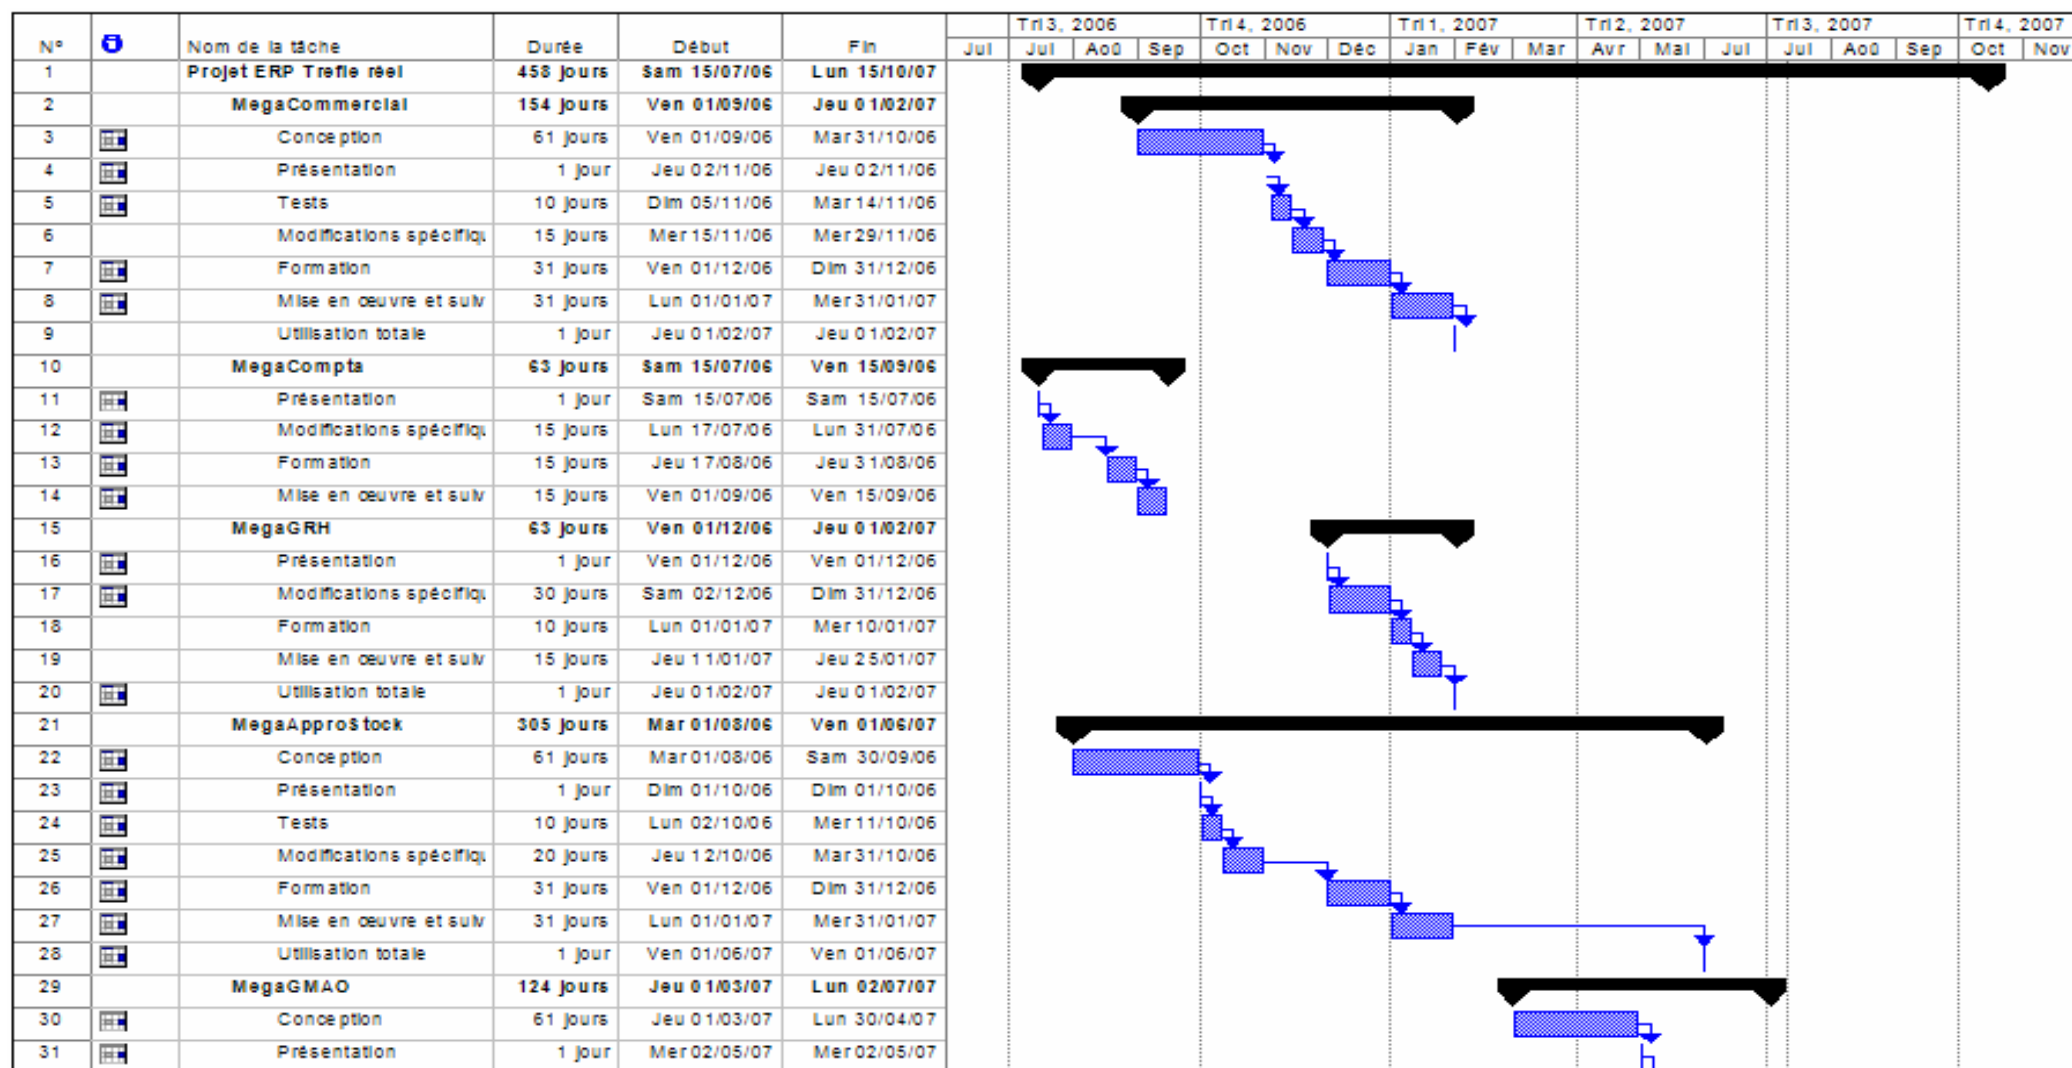 Tri 3, 2006 Tri 4, 2006 Tri 1, 2007 Tri 2, 2007 Tri 3, 2007 Tri 4, 2007
N° Nom de la tâche Durée Début Fin Jui Jul Aoû Sep Oct Nov Déc Jan Fév Mar Avr Mai Jui Jul Aoû Sep Oct Nov
1 Projet ERP Trefle réel 458 jours Sam 15/07/06 Lun 15/10/07
2 MegaCommercial 154 jours Ven 01/09/06 Jeu 01/02/07
3 Conception 61 jours Ven 01/09/06 Mar 31/10/06
4 Présentation 1 jour Jeu 02/11/06 Jeu 02/11/06
5 Tests 10 jours Dim 05/11/06 Mar 14/11/06
6 Modifications spécifiqu 15 jours Mer 15/11/06 Mer 29/11/06
7 Formation 31 jours Ven 01/12/06 Dim 31/12/06
8 Mise en œuvre et suiv 31 jours Lun 01/01/07 Mer 31/01/07
9 Utilisation totale 1 jour Jeu 01/02/07 Jeu 01/02/07
10 MegaCompta 63 jours Sam 15/07/06 Ven 15/09/06
11 Présentation 1 jour Sam 15/07/06 Sam 15/07/06
12 Modifications spécifiqu 15 jours Lun 17/07/06 Lun 31/07/06
13 Formation 15 jours Jeu 17/08/06 Jeu 31/08/06
14 Mise en œuvre et suiv 15 jours Ven 01/09/06 Ven 15/09/06
15 MegaGRH 63 jours Ven 01/12/06 Jeu 01/02/07
16 Présentation 1 jour Ven 01/12/06 Ven 01/12/06
17 Modifications spécifiqu 30 jours Sam 02/12/06 Dim 31/12/06
18 Formation 10 jours Lun 01/01/07 Mer 10/01/07
19 Mise en œuvre et suiv 15 jours Jeu 11/01/07 Jeu 25/01/07
20 Utilisation totale 1 jour Jeu 01/02/07 Jeu 01/02/07
21 MegaApproStock 305 jours Mar 01/08/06 Ven 01/06/07
22 Conception 61 jours Mar 01/08/06 Sam 30/09/06
23 Présentation 1 jour Dim 01/10/06 Dim 01/10/06
24 Tests 10 jours Lun 02/10/06 Mer 11/10/06
25 Modifications spécifiqu 20 jours Jeu 12/10/06 Mar 31/10/06
26 Formation 31 jours Ven 01/12/06 Dim 31/12/06
27 Mise en œuvre et suiv 31 jours Lun 01/01/07 Mer 31/01/07
28 Utilisation totale 1 jour Ven 01/06/07 Ven 01/06/07
29 MegaGMAO 124 jours Jeu 01/03/07 Lun 02/07/07
30 Conception 61 jours Jeu 01/03/07 Lun 30/04/07
31 Présentation 1 jour Mer 02/05/07 Mer 02/05/07